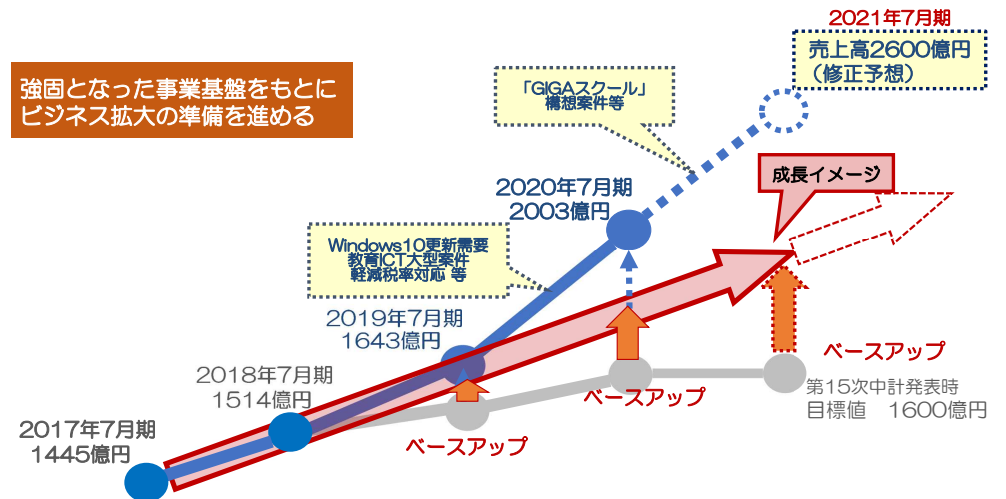 2021年7月期
売上高2600億円
（修正予想）
強固となった事業基盤をもとに
ビジネス拡大の準備を進める
「GIGAスクール」
構想案件等
成長イメージ
2020年7月期
2003億円
Windows10更新需要
教育ICT大型案件
軽減税率対応 等
2019年7月期
1643億円
2018年7月期
1514億円
2017年7月期
1445億円
ベースアップ
ベースアップ
ベースアップ
第15次中計発表時
目標値　1600億円